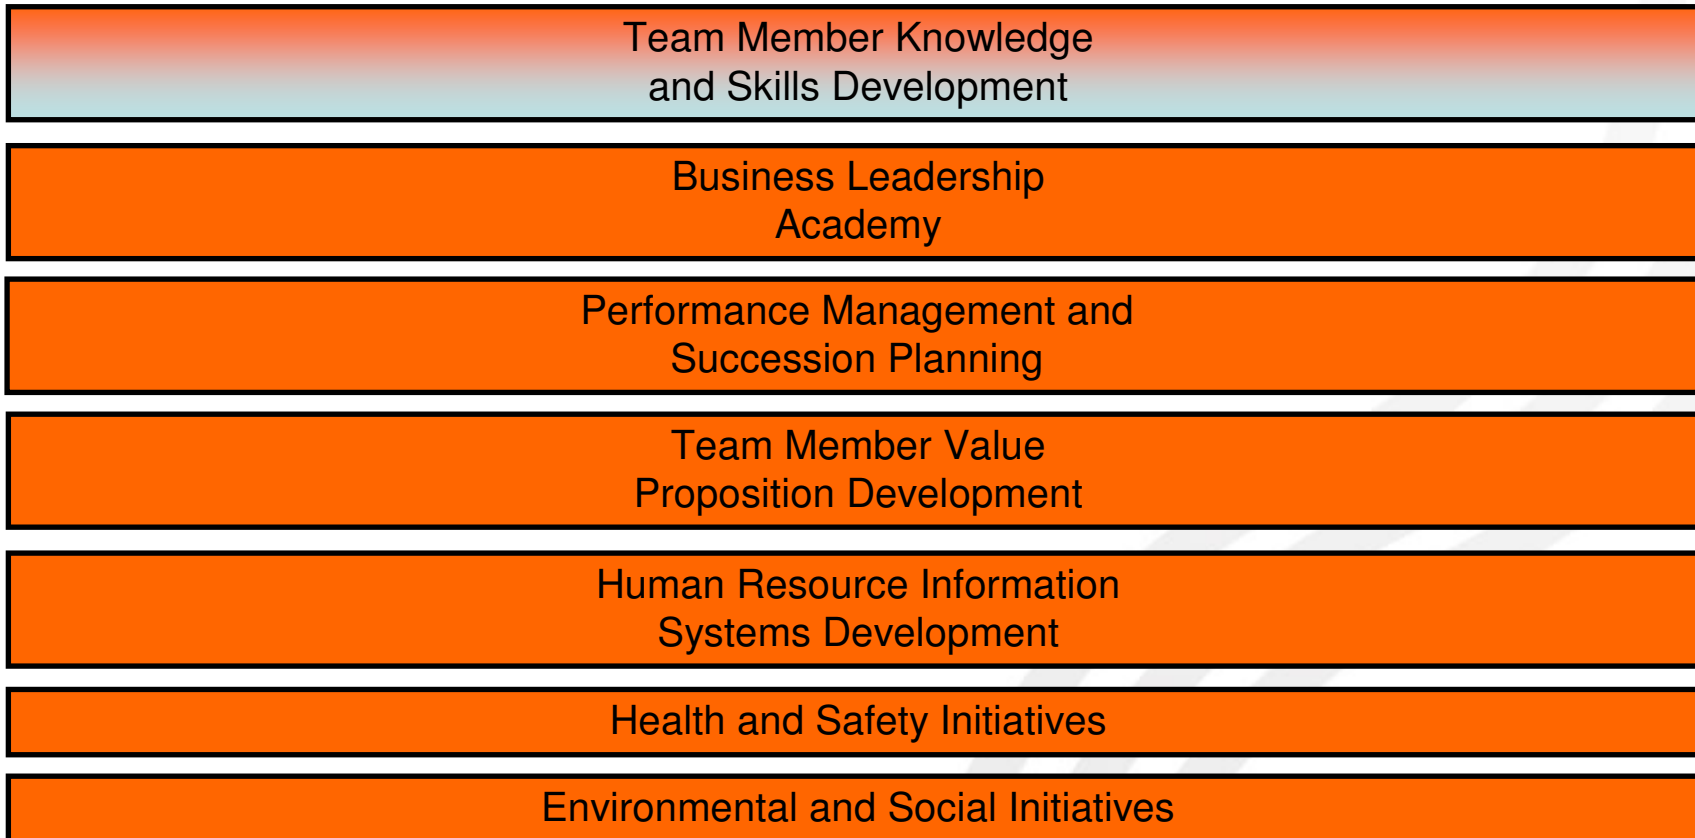 Team Member Knowledge
and Skills Development
Business Leadership
Academy
Performance Management and
Succession Planning
Team Member Value
Proposition Development
Human Resource Information
Systems Development
Health and Safety Initiatives
Environmental and Social Initiatives